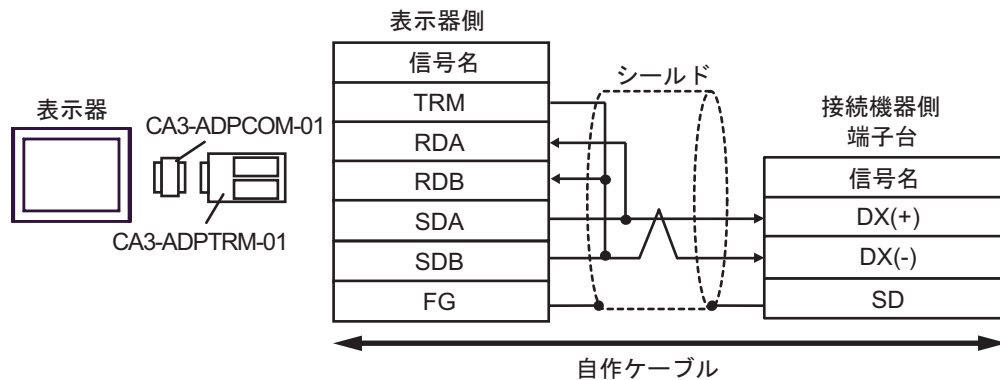 表示器
CA3-ADPCOM-01
CA3-ADPTRM-01
表示器側
信号名
TRM
RDA
RDB
SDA
SDB
FG
シールド
接続機器側
端子台
信号名
DX(+)
DX(-)
SD
自作ケーブル